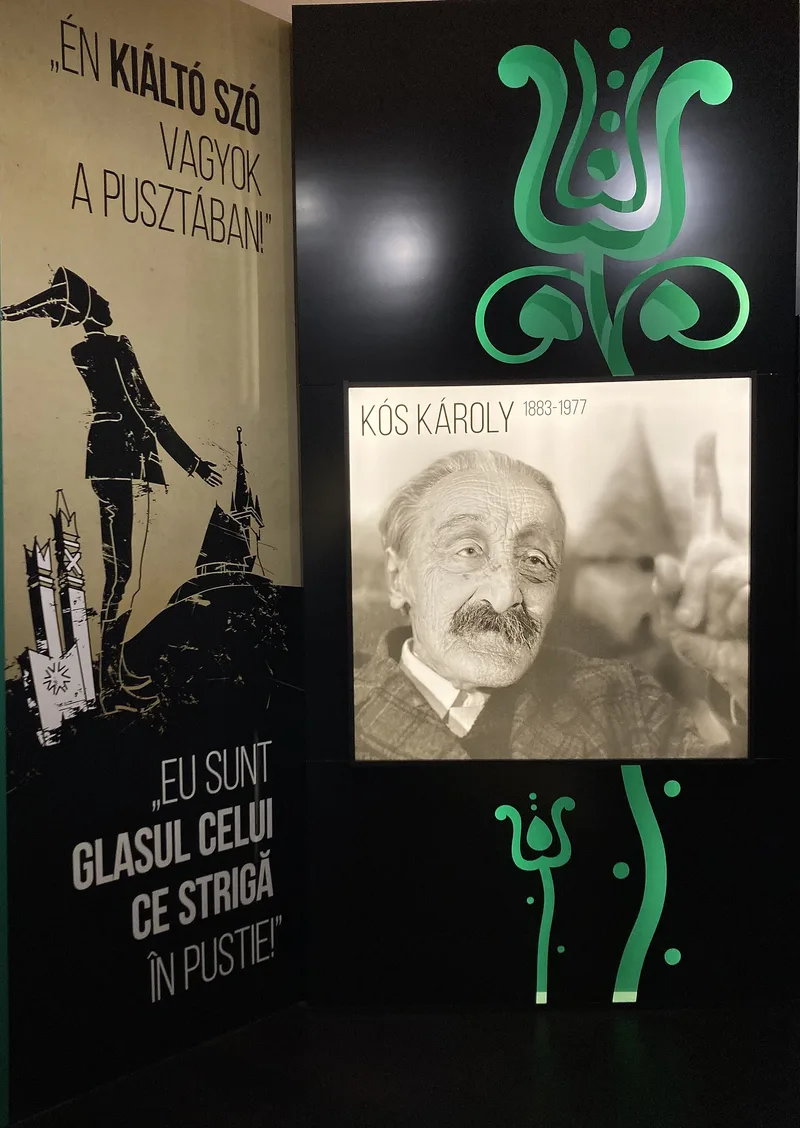 „ÉN KIÁLTÓ SZÓ
VAGYOK
A PUSZTÁBAN!”
KÓS KÁROLY 1883-1977
„EU SUNT
GLASUL CELUI
CE STRIGĂ
ÎN PUSTIE!”